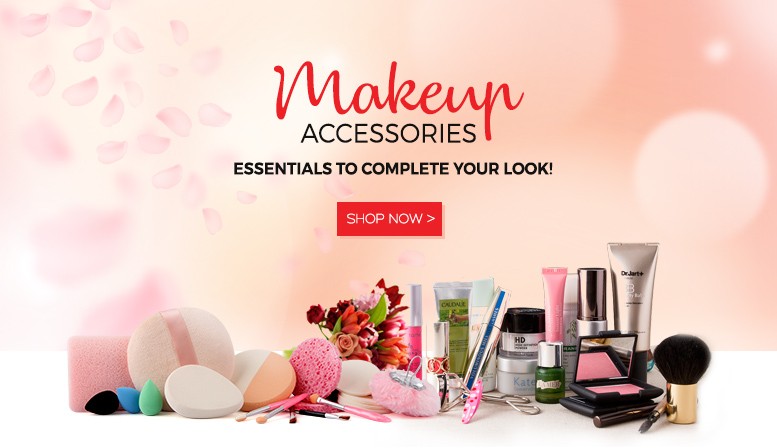 Makeup
ACCESSORIES
ESSENTIALS TO COMPLETE YOUR LOOK!
SHOP NOW >
Dr.Jart+
CAUDALIE
HD
Kate